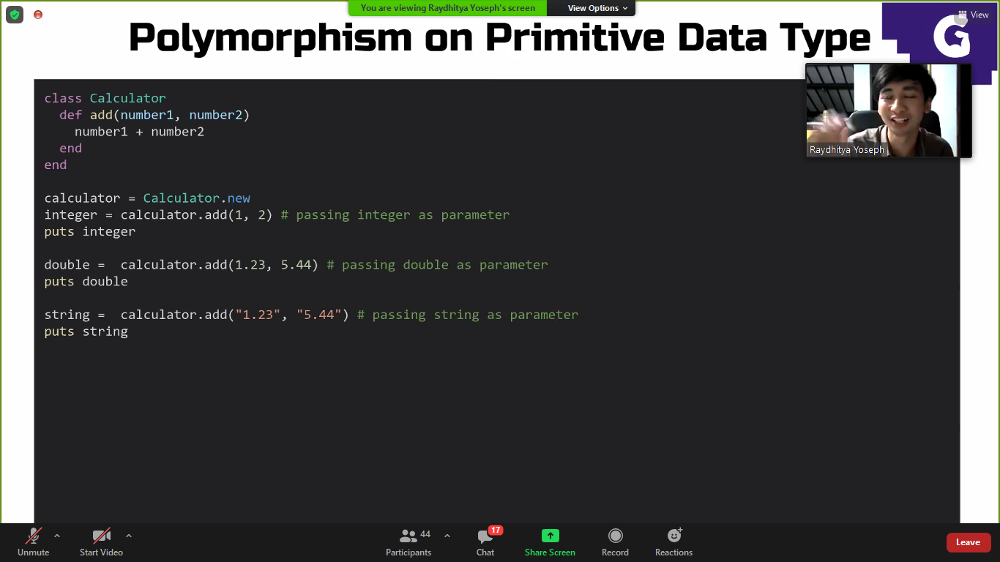 You are viewing Raydhitya Yoseph's screen
View Options
View
Polymorphism on Primitive Data Type
G
class Calculator
  def add(number1, number2)
    number1 + number2
  end
end
calculator = Calculator.new
integer = calculator.add(1, 2) # passing integer as parameter
puts integer
double =  calculator.add(1.23, 5.44) # passing double as parameter
puts double
string =  calculator.add("1.23", "5.44") # passing string as parameter
puts string
Raydhitya Yoseph
Unmute
Start Video
Participants
44
Chat
17
Share Screen
Record
Reactions
Leave